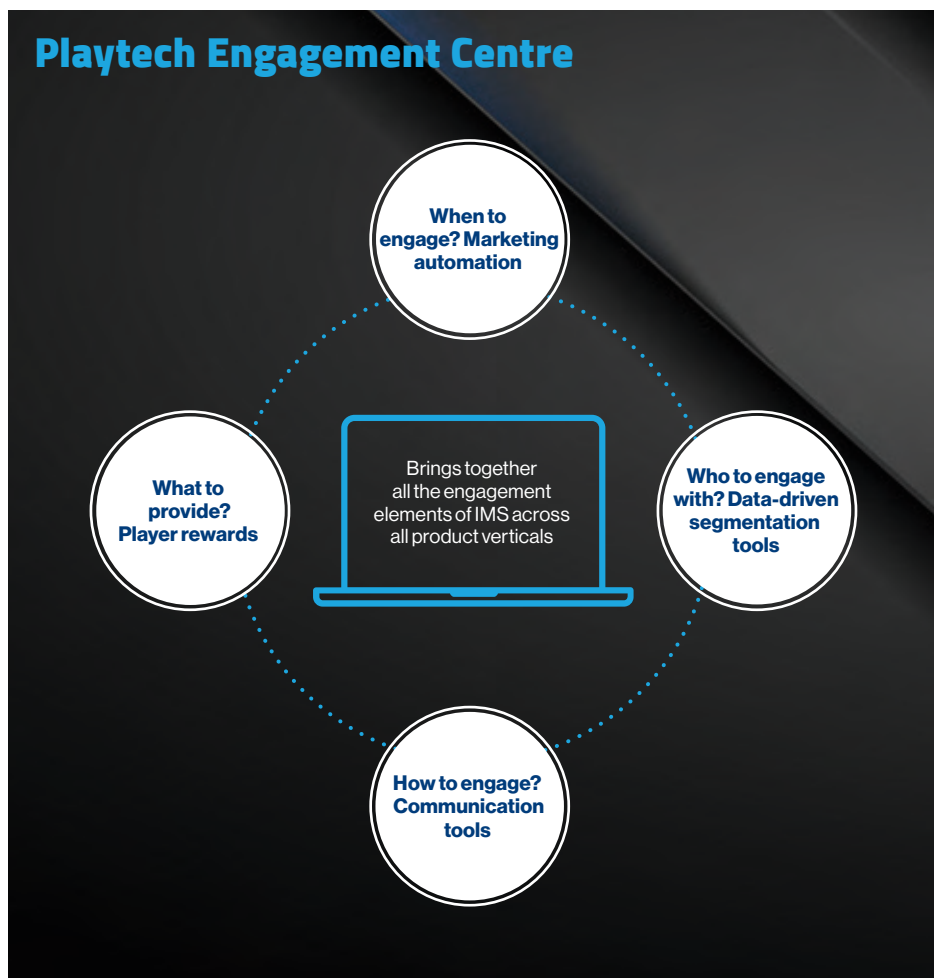 Playtech Engagement Centre
When to
engage? Marketing
automation
What to
provide?
Player rewards
Brings together
all the engagement
elements of IMS across
all product verticals
Who to engage
with? Data-driven
segmentation
tools
How to engage?
Communication
tools